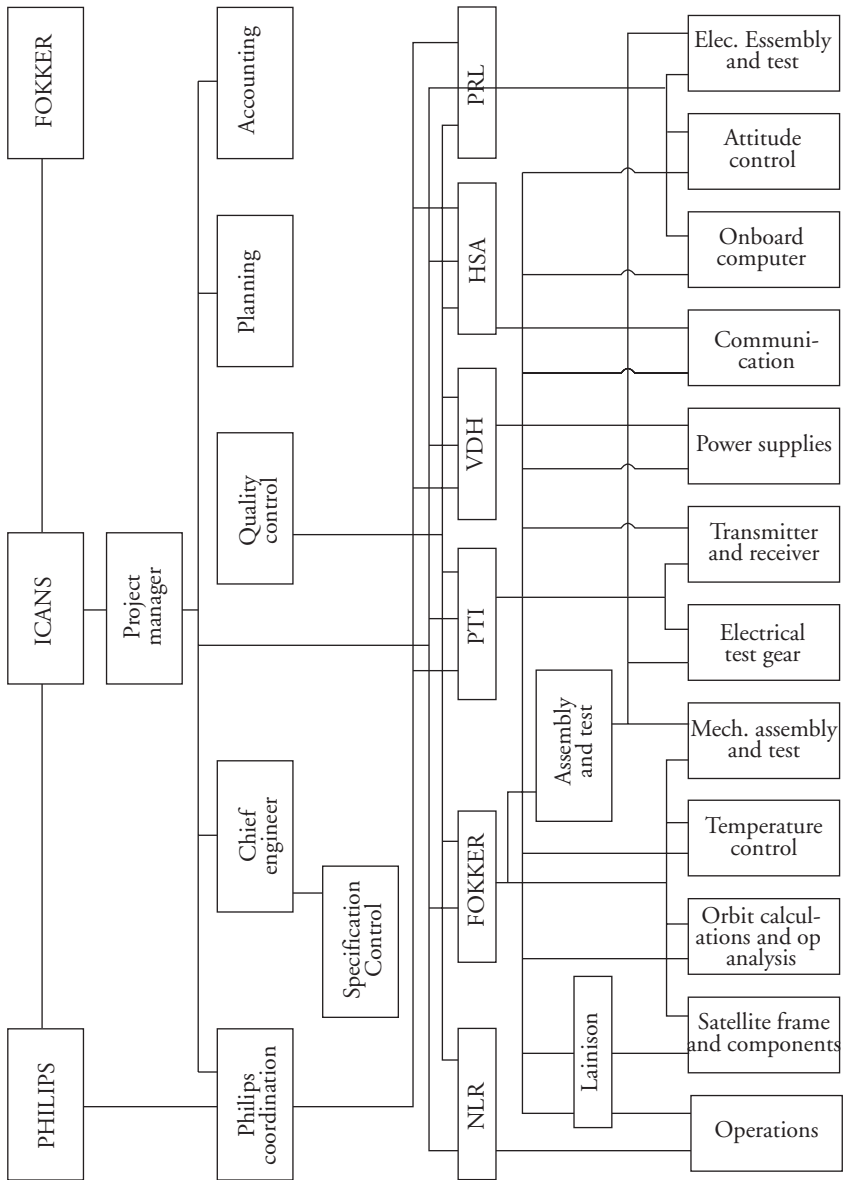 FOKKER
ICANS
PHILIPS
Project
manager
Accounting
Planning
Quality
control
Chief
engineer
Specification
Control
Philips
coordination
PRL
HSA
VDH
PTI
FOKKER
NLR
Assembly
and test
Lainison
Elec. Essembly
and test
Attitude
control
Onboard
computer
Communi-
cation
Power supplies
Transmitter
and receiver
Electrical
test gear
Mech. assembly
and test
Temperature
control
Orbit calcul-
ations and op
analysis
Satellite frame
and components
Operations